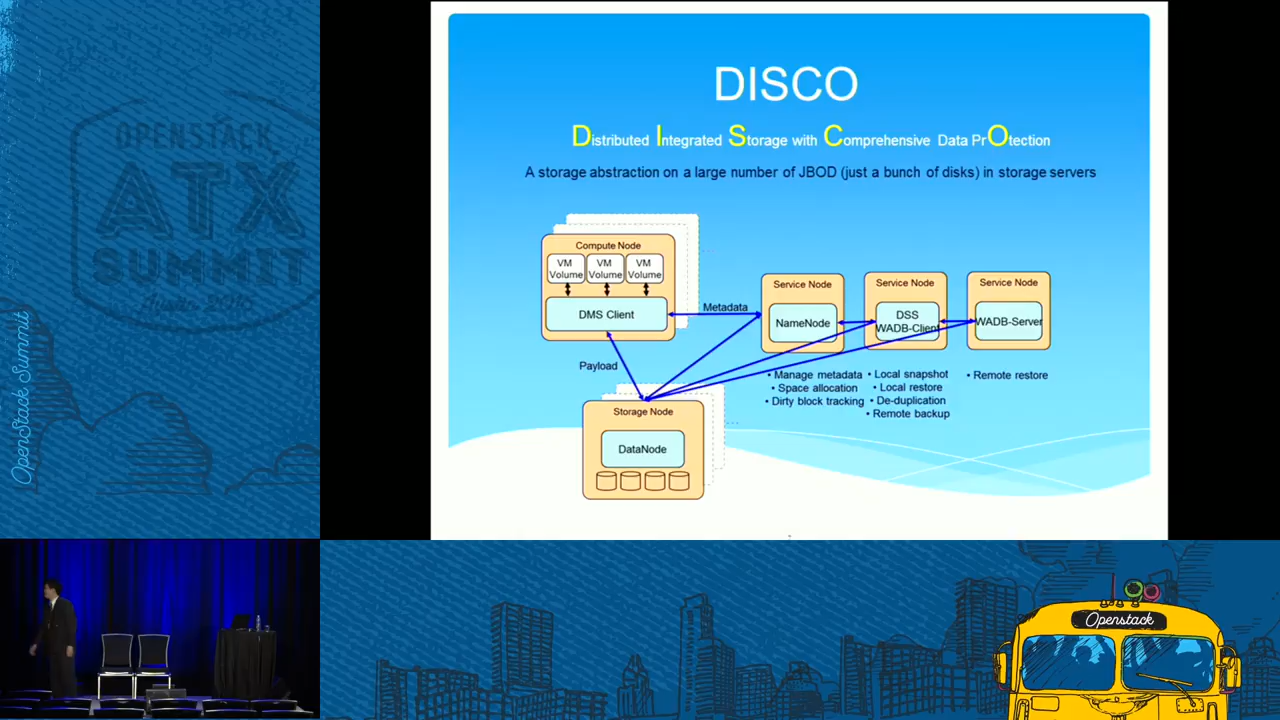 OPENSTACK
ATX
SUMMIT
OpenStack Summit
DISCO
Distributed Integrated Storage with Comprehensive Data PrOtection
A storage abstraction on a large number of JBOD (just a bunch of disks) in storage servers
Compute Node
VM Volume
VM Volume
VM Volume
DMS Client
Metadata
Payload
Service Node
NameNode
Service Node
DSS
WADB-Client
Service Node
WADB-Server
• Manage metadata
• Space allocation
• Dirty block tracking
• Local snapshot
• Local restore
• De-duplication
• Remote backup
• Remote restore
Storage Node
DataNode
Openstack